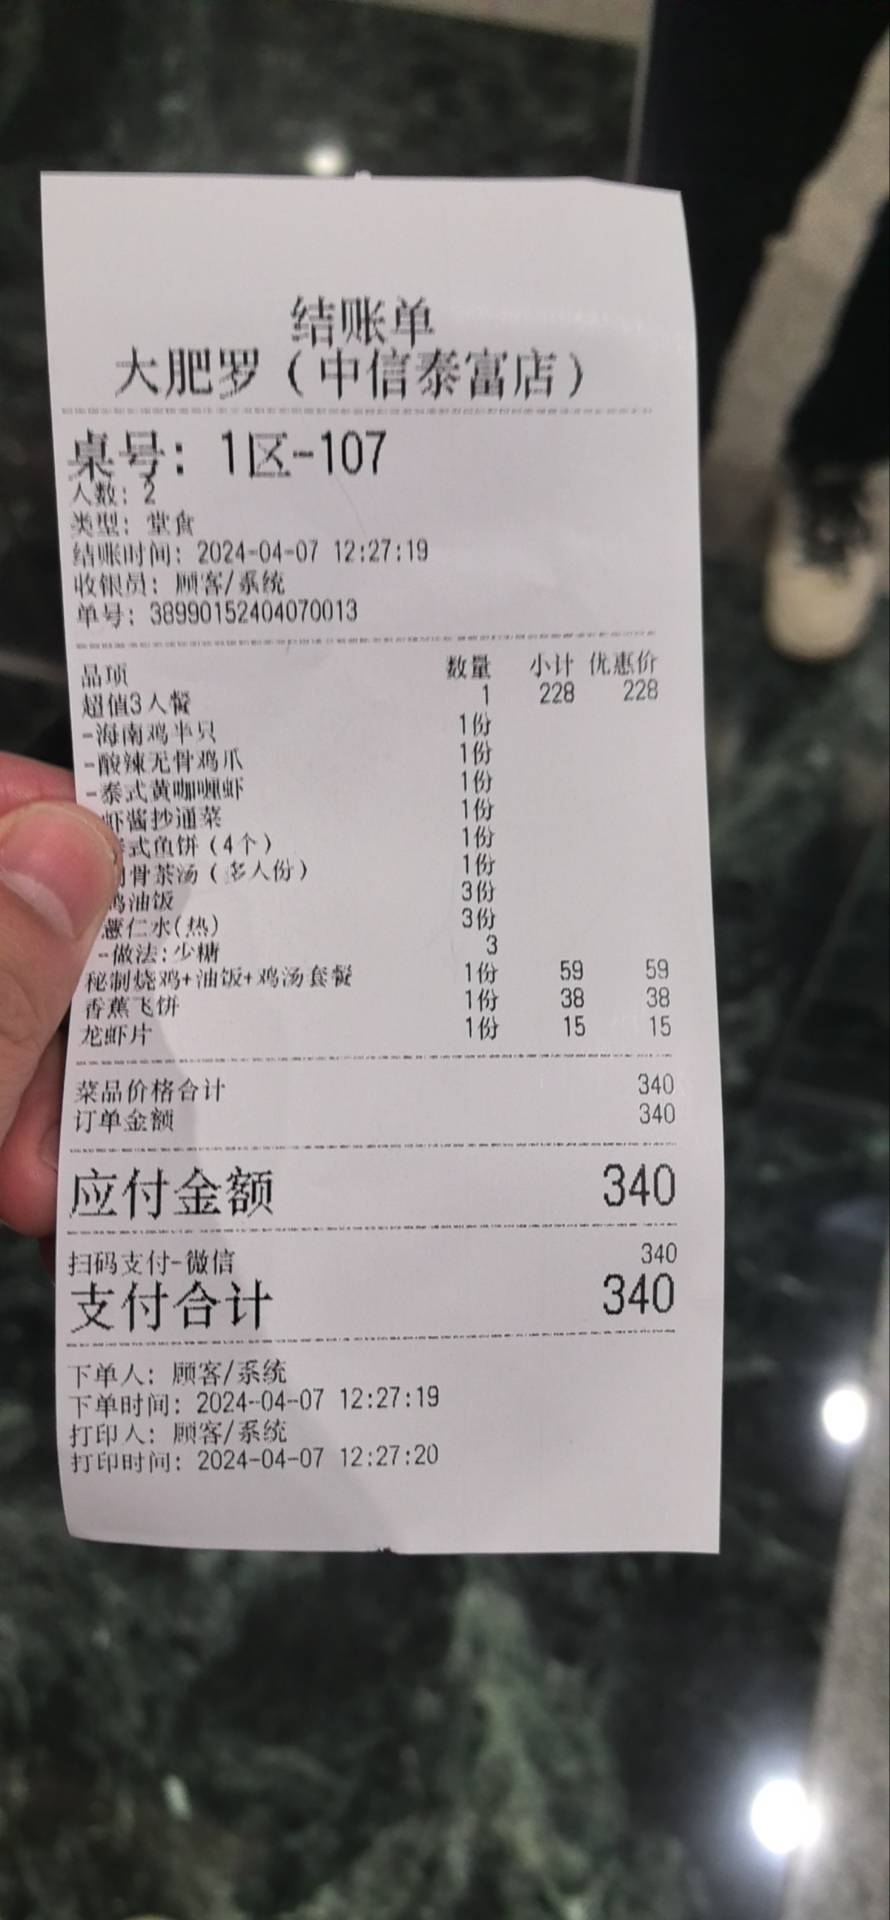 结账单
大肥罗（中信泰富店）
桌号：1区-107
人数：2
类型：堂食
结账时间：2024-04-07 12:27:19
收银员：顾客/系统
单号：38990152404070013
品项 数量 小计 优惠价
超值3人餐 1 228 228
-海南鸡半只 1份
-酸辣无骨鸡爪 1份
-泰式黄咖喱虾 1份
虾酱抄通菜 1份
式鱼饼（4个） 1份
骨茶汤（多人份） 1份
鸡油饭 3份
薏仁水(热) 3份
-做法:少糖 3
秘制烧鸡+油饭+鸡汤套餐 1份 59 59
香蕉飞饼 1份 38 38
龙虾片 1份 15 15
菜品价格合计 340
订单金额 340
应付金额 340
扫码支付-微信 340
支付合计 340
下单人：顾客/系统
下单时间：2024-04-07 12:27:19
打印人：顾客/系统
打印时间：2024-04-07 12:27:20